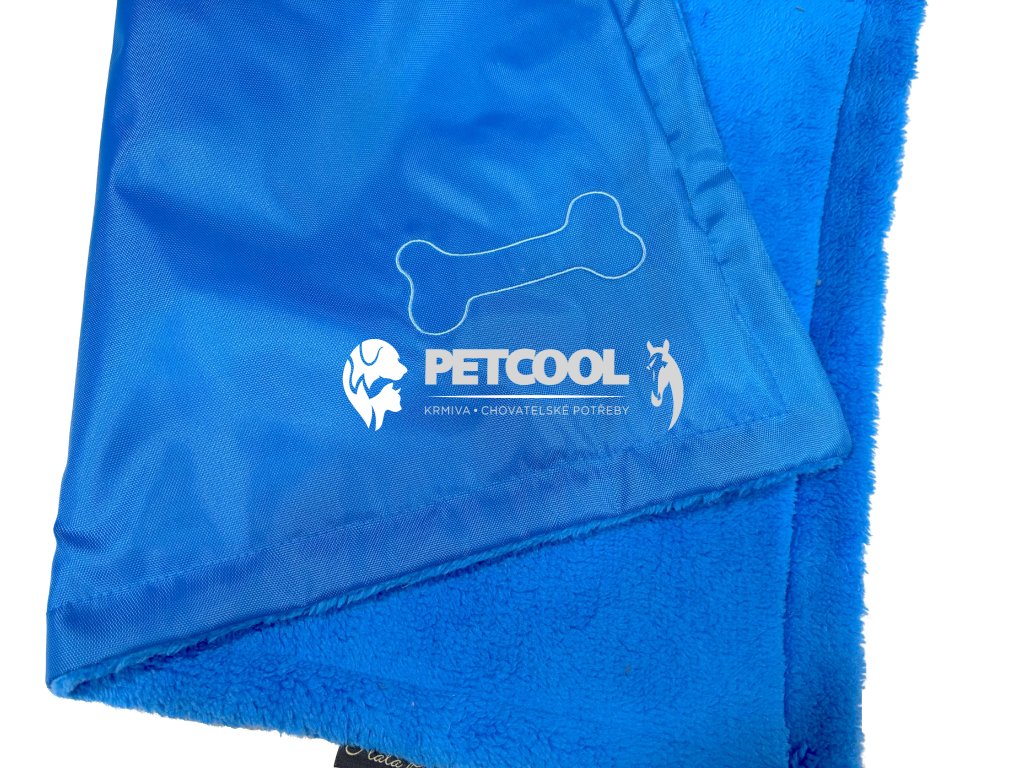 PETCOOL
KRMIVA • CHOVATELSKÉ POTŘEBY